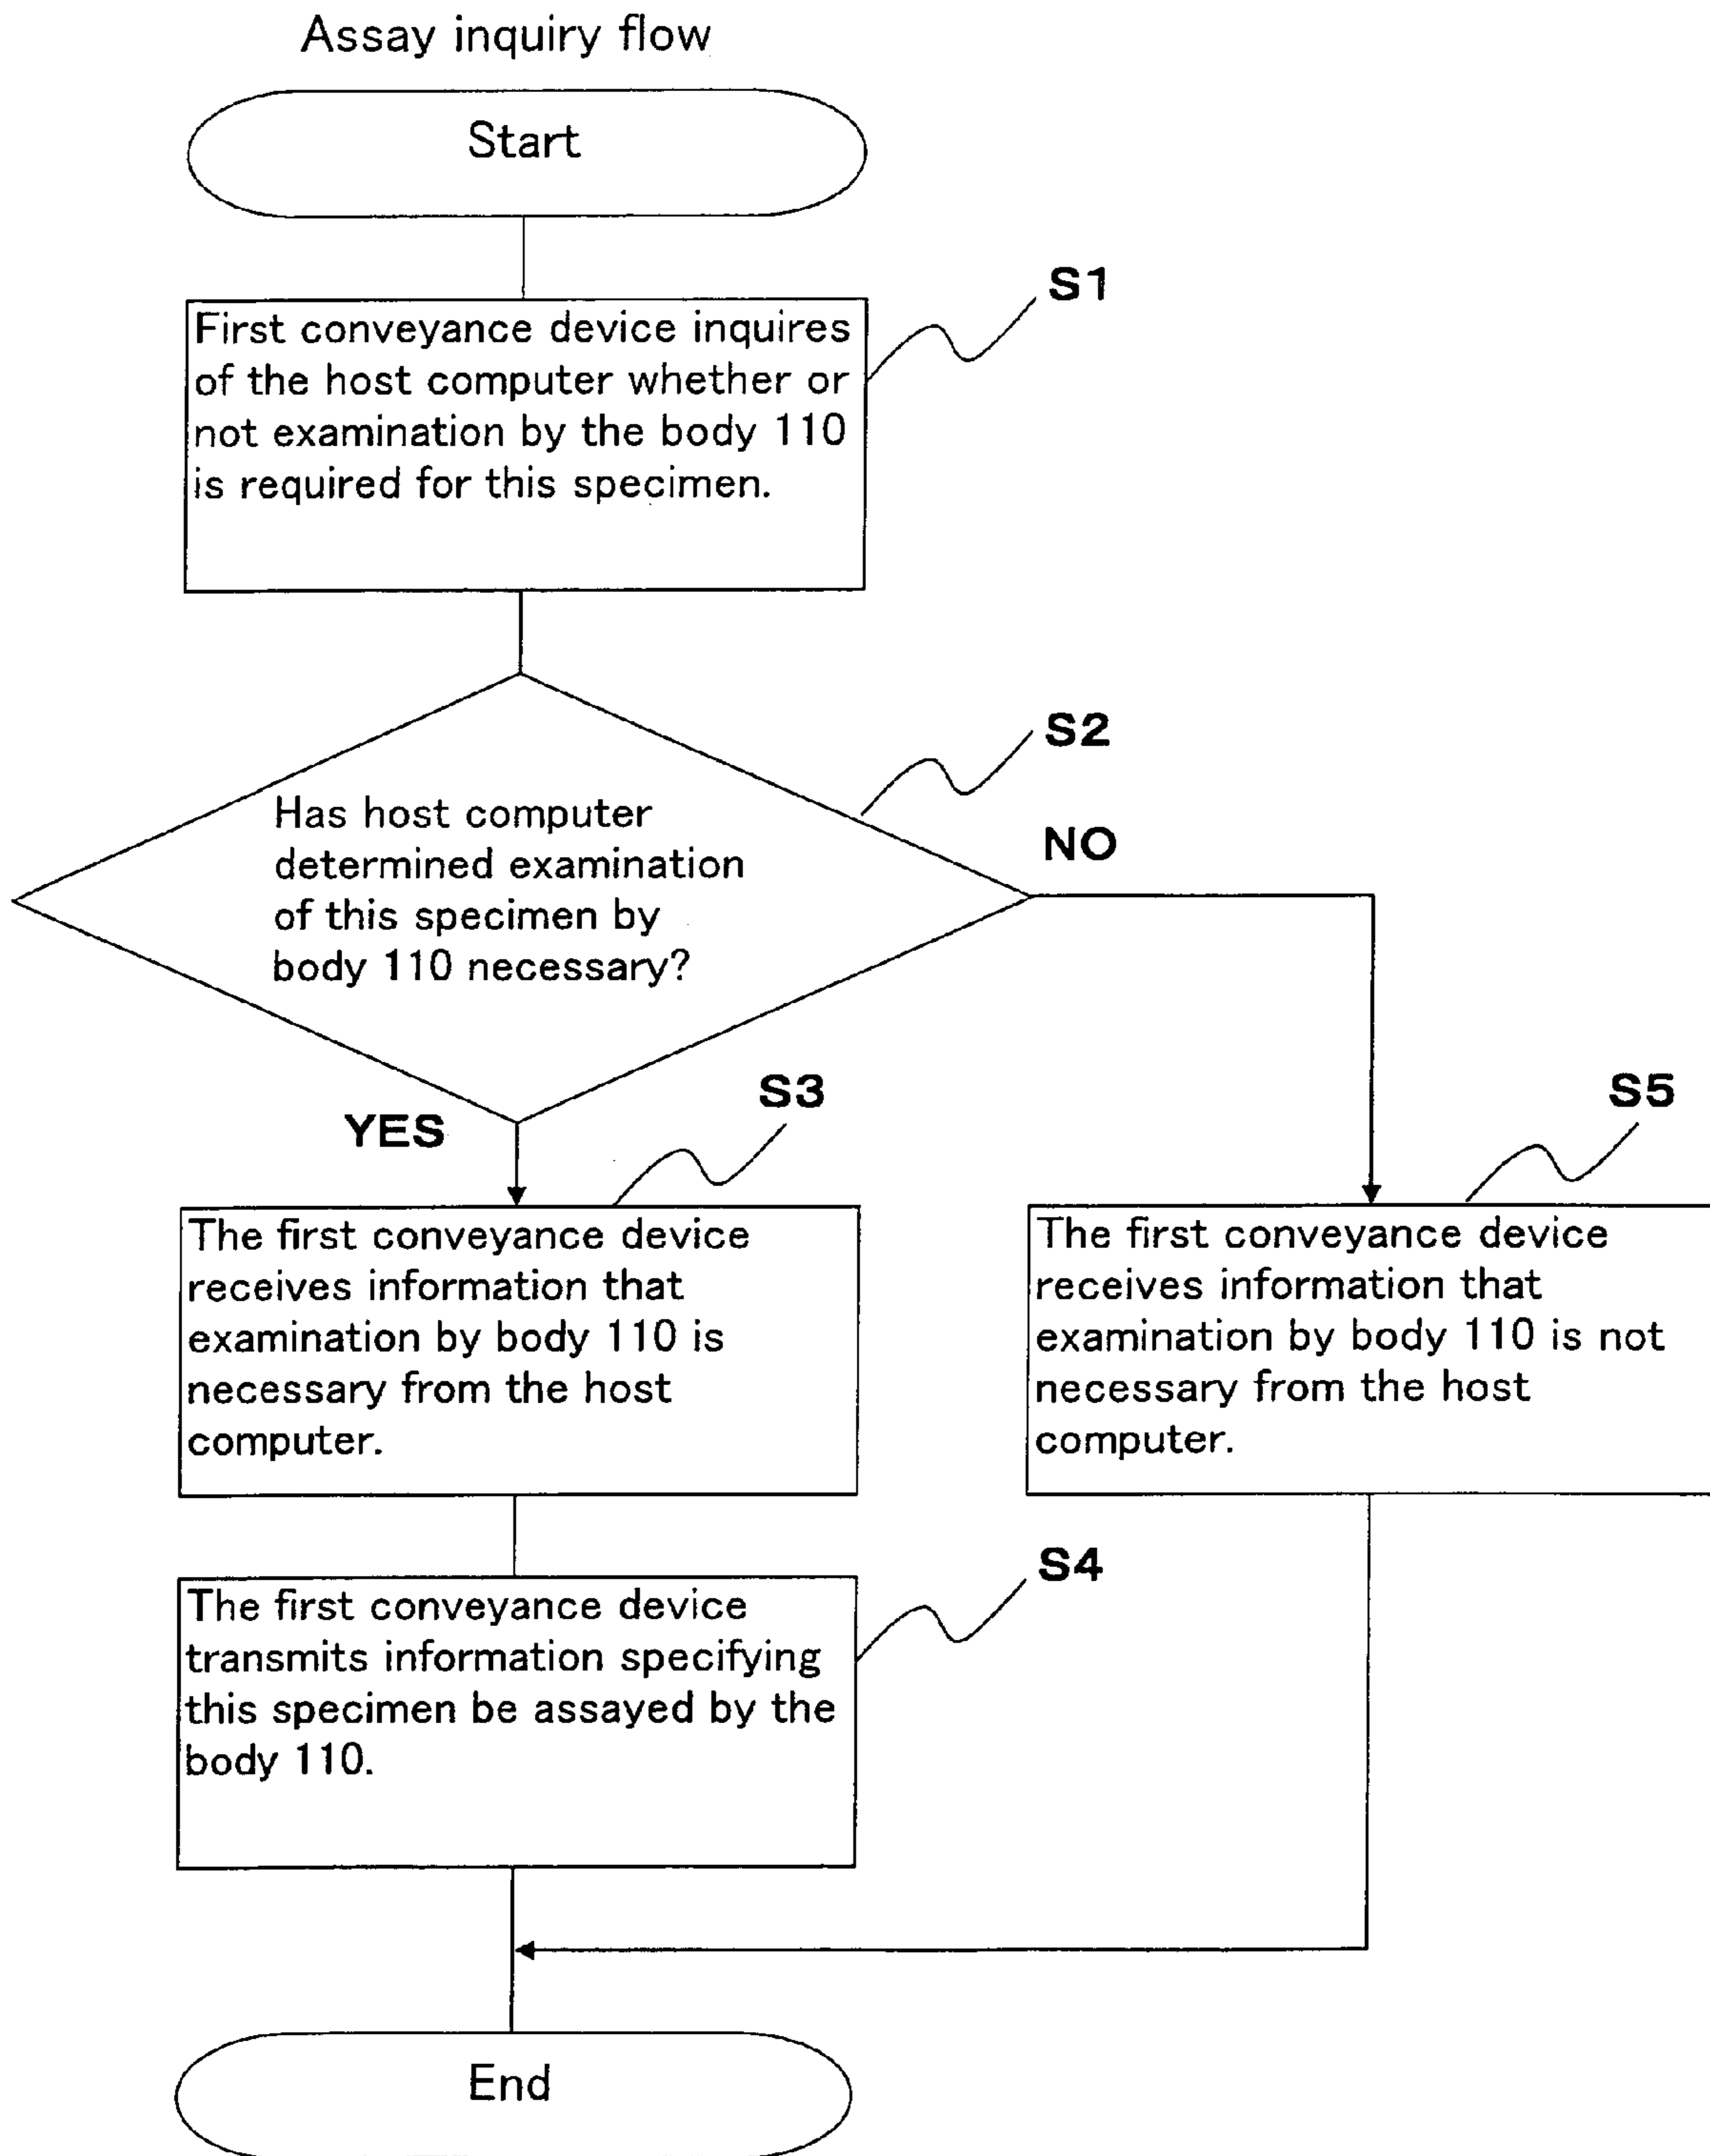 Assay inquiry flow
Start
S1
First conveyance device inquires
of the host computer whether or
not examination by the body 110
is required for this specimen.
S2
Has host computer
determined examination
of this specimen by
body 110 necessary?
NO
YES
S3
S5
The first conveyance device
receives information that
examination by body 110 is
necessary from the host
computer.
The first conveyance device
receives information that
examination by body 110 is not
necessary from the host
computer.
S4
The first conveyance device
transmits information specifying
this specimen be assayed by the
body 110.
End